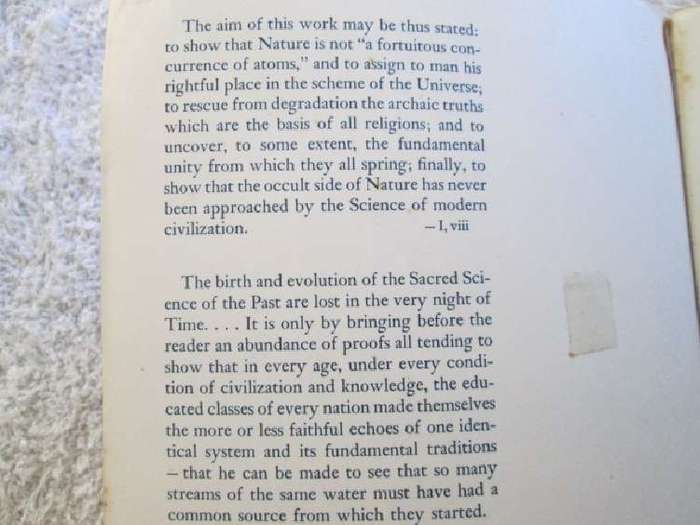 The aim of this work may be thus stated:
to show that Nature is not "a fortuitous con-
currence of atoms," and to assign to man his
rightful place in the scheme of the Universe;
to rescue from degradation the archaic truths
which are the basis of all religions; and to
uncover, to some extent, the fundamental
unity from which they all spring; finally, to
show that the occult side of Nature has never
been approached by the Science of modern
civilization. — I, viii
The birth and evolution of the Sacred Sci-
ence of the Past are lost in the very night of
Time. . . . It is only by bringing before the
reader an abundance of proofs all tending to
show that in every age, under every condi-
tion of civilization and knowledge, the edu-
cated classes of every nation made themselves
the more or less faithful echoes of one iden-
tical system and its fundamental traditions
— that he can be made to see that so many
streams of the same water must have had a
common source from which they started.